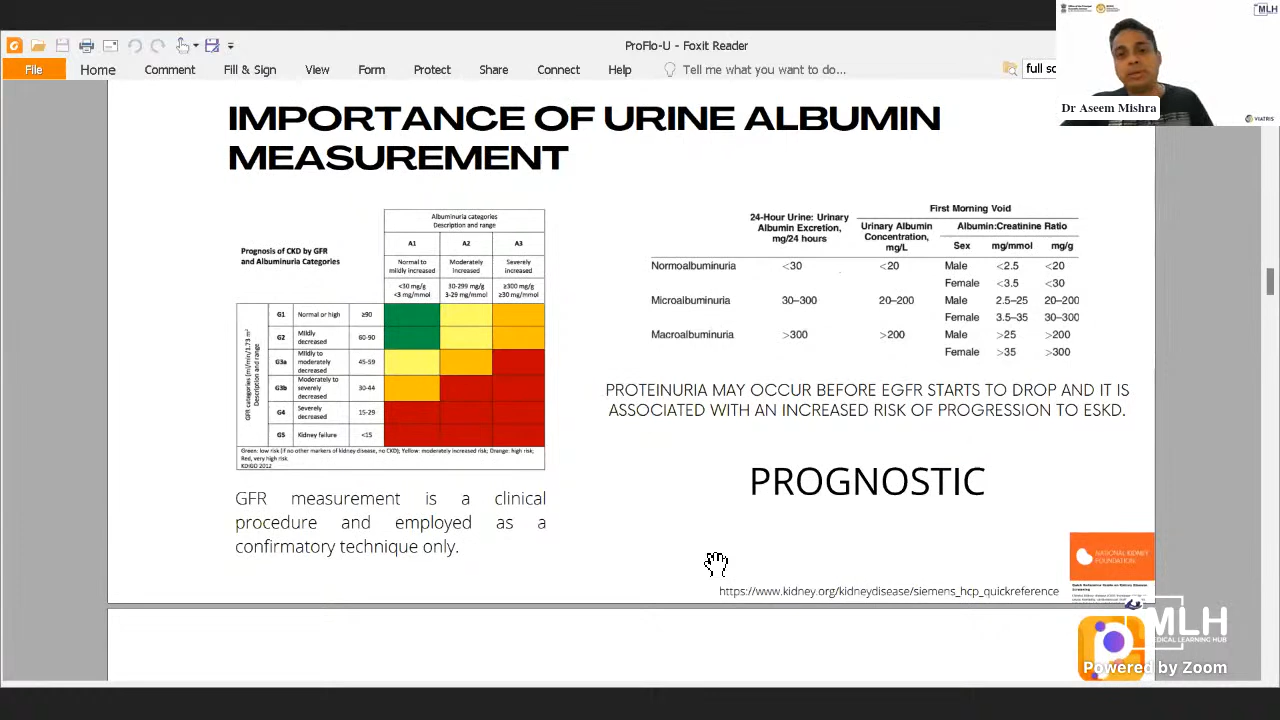 ProFlo-U - Foxit Reader
File Home Comment Fill & Sign View Form Protect Share Connect Help Tell me what you want to do... full sc
MLH
Dr Aseem Mishra
VIATRIS
IMPORTANCE OF URINE ALBUMIN
MEASUREMENT
Prognosis of CKD by GFR
and Albuminuria Categories
Albuminuria categories
Description and range
A1 A2 A3
Normal to mildly increased Moderately Increased Severely increased
<30 mg/g 30-299 mg/g ≥300 mg/g
<3 mg/mmol 3-29 mg/mmol ≥30 mg/mmol
GFR categories (ml/min/1.73 m²
Description and range
G1 Normal or high ≥90
G2 Mildly decreased 60-90
G3a Mildly to moderately decreased 45-59
G3b Moderately to severely decreased 30-44
G4 Severely decreased 15-29
G5 Kidney failure <15
Green: low risk (if no other markers of kidney disease, no CKD); Yellow: moderately increased risk; Orange: high risk;
Red, very high risk.
KDIGO 2012
GFR measurement is a clinical
procedure and employed as a
confirmatory technique only.
24-Hour Urine: Urinary
Albumin Excretion,
mg/24 hours
First Morning Void
Urinary Albumin
Concentration,
mg/L
Albumin:Creatinine Ratio
Sex mg/mmol mg/g
Normoalbuminuria <30 <20 Male <2.5 <20
Female <3.5 <30
Microalbuminuria 30–300 20–200 Male 2.5–25 20–200
Female 3.5–35 30–300
Macroalbuminuria >300 >200 Male >25 >200
Female >35 >300
PROTEINURIA MAY OCCUR BEFORE EGFR STARTS TO DROP AND IT IS
ASSOCIATED WITH AN INCREASED RISK OF PROGRESSION TO ESKD.
PROGNOSTIC
NATIONAL KIDNEY
FOUNDATION
https://www.kidney.org/kidneydisease/siemens_hcp_quickreference
MLH
MEDICAL LEARNING HUB
Powered by Zoom